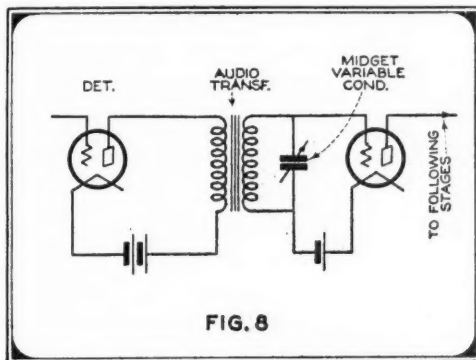 DET.
AUDIO
TRANSF.
MIDGET
VARIABLE
COND.
TO FOLLOWING
STAGES
FIG. 8